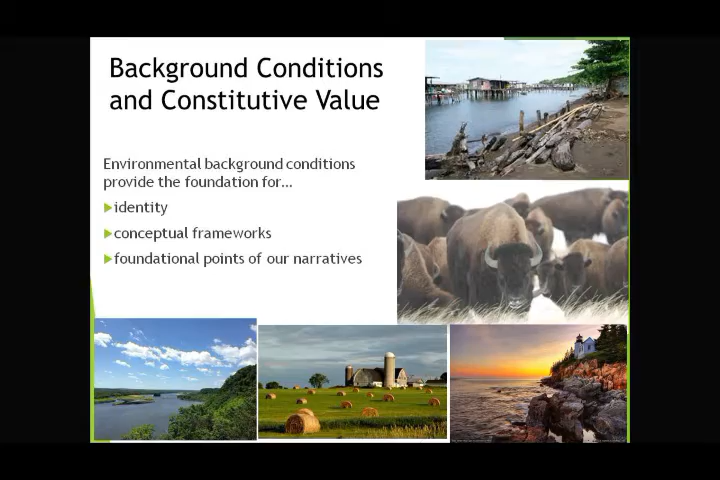 Background Conditions
and Constitutive Value
Environmental background conditions
provide the foundation for...
identity
conceptual frameworks
foundational points of our narratives